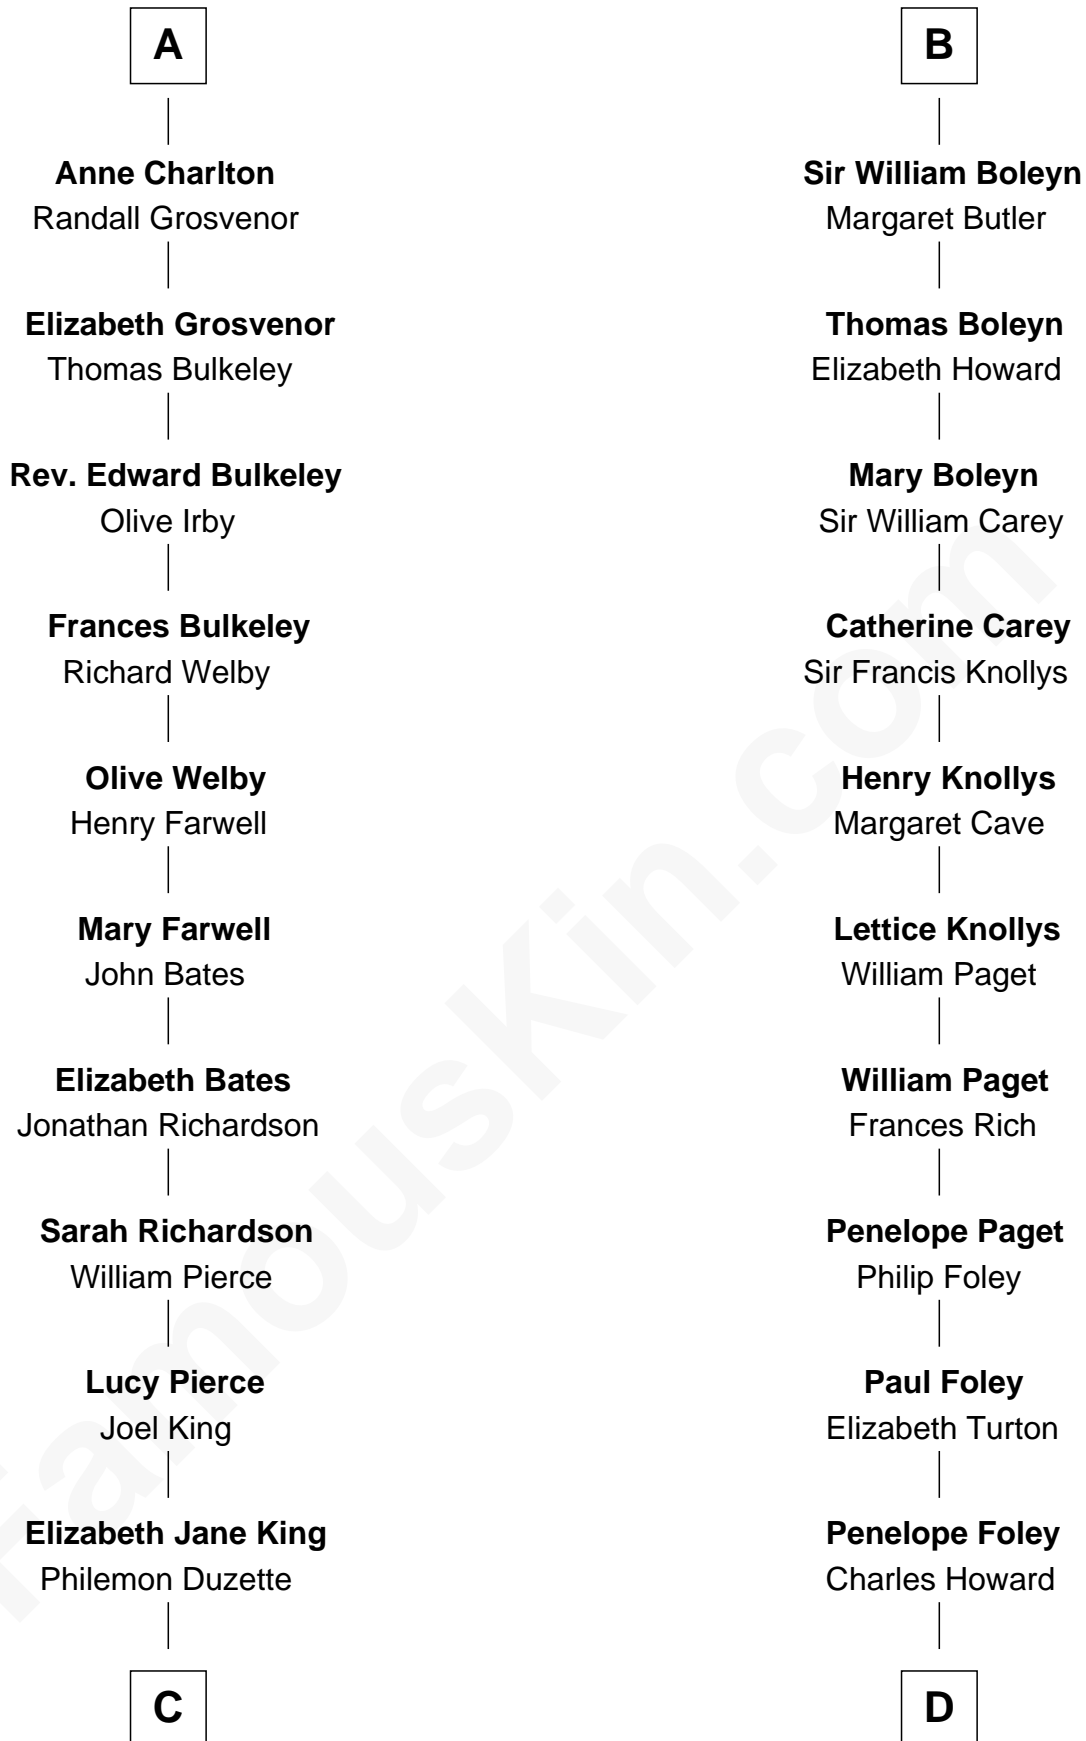 A
Anne Charlton
Randall Grosvenor
Elizabeth Grosvenor
Thomas Bulkeley
Rev. Edward Bulkeley
Olive Irby
Frances Bulkeley
Richard Welby
Olive Welby
Henry Farwell
Mary Farwell
John Bates
Elizabeth Bates
Jonathan Richardson
Sarah Richardson
William Pierce
Lucy Pierce
Joel King
Elizabeth Jane King
Philemon Duzette
C
B
Sir William Boleyn
Margaret Butler
Thomas Boleyn
Elizabeth Howard
Mary Boleyn
Sir William Carey
Catherine Carey
Sir Francis Knollys
Henry Knollys
Margaret Cave
Lettice Knollys
William Paget
William Paget
Frances Rich
Penelope Paget
Philip Foley
Paul Foley
Elizabeth Turton
Penelope Foley
Charles Howard
D
FamousKin.com